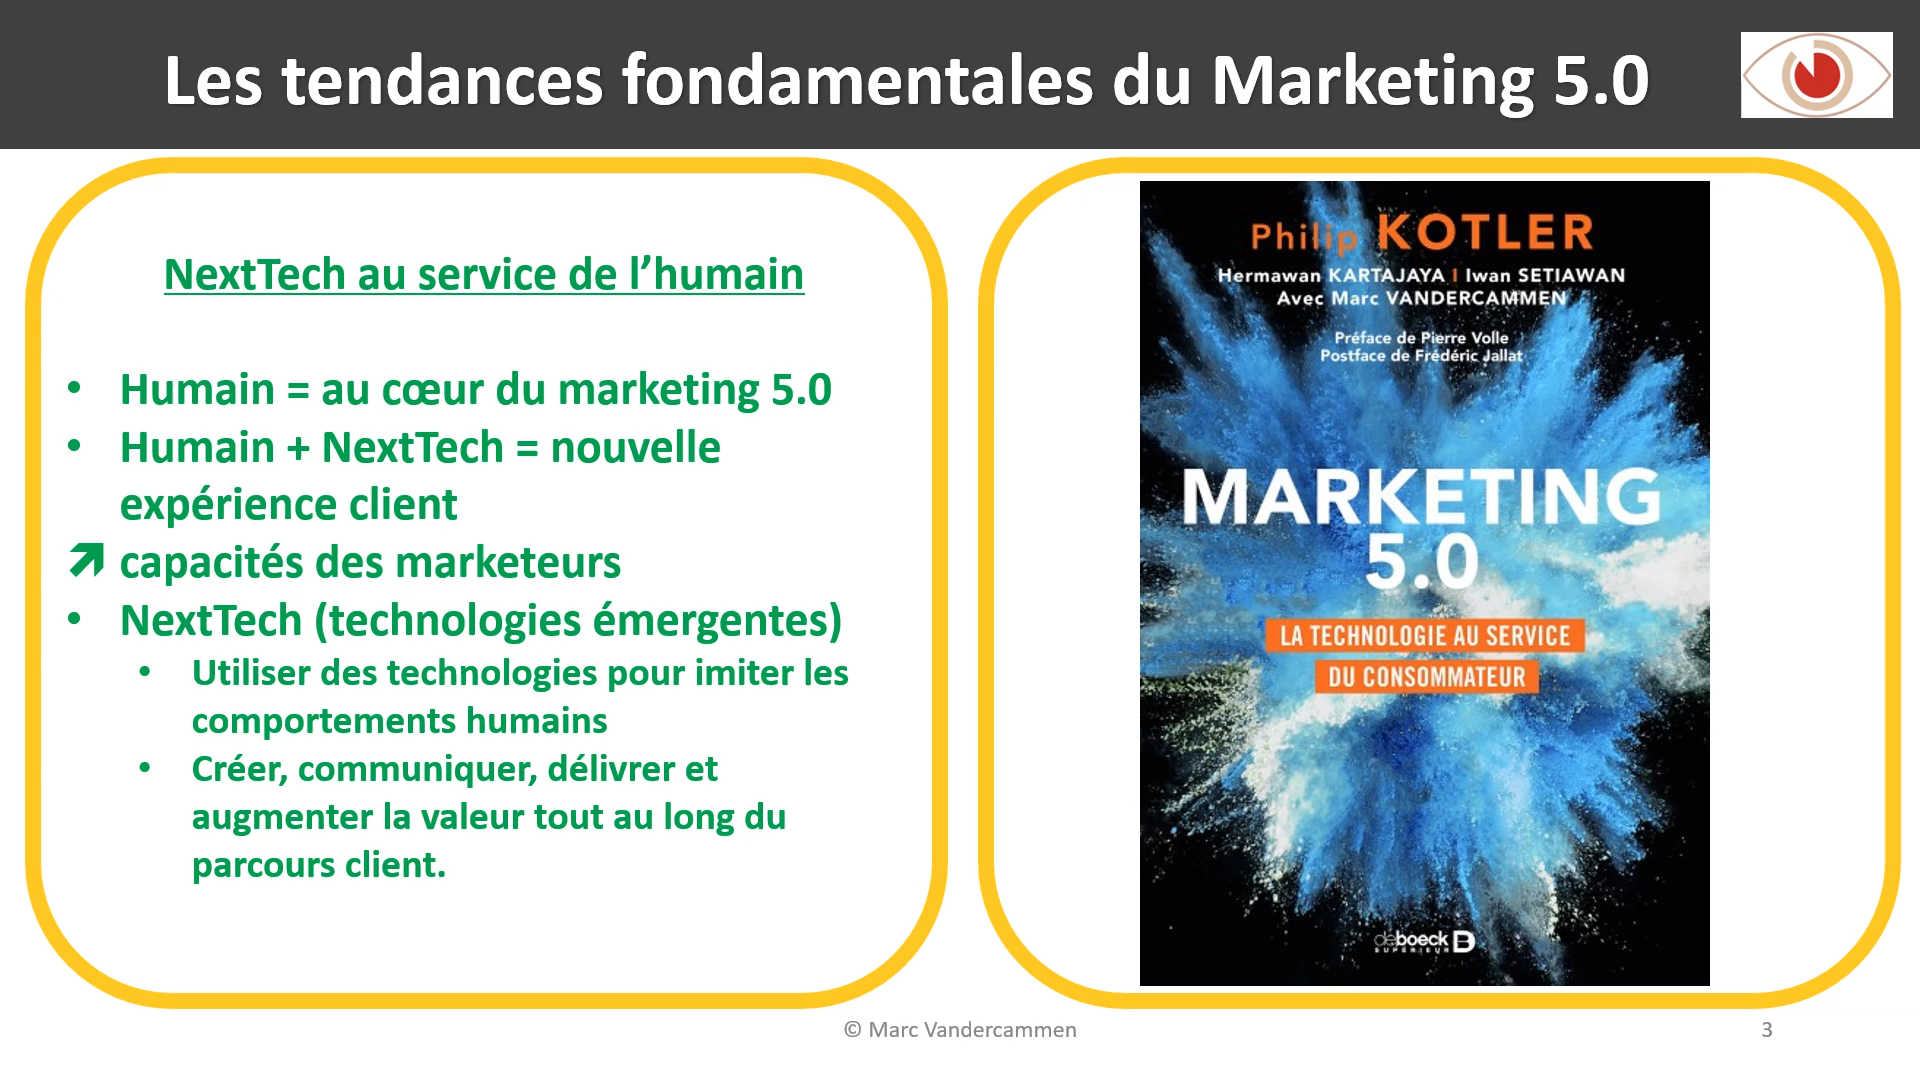 Les tendances fondamentales du Marketing 5.0
NextTech au service de l’humain
• Humain = au cœur du marketing 5.0
• Humain + NextTech = nouvelle
expérience client
↗ capacités des marketeurs
• NextTech (technologies émergentes)
• Utiliser des technologies pour imiter les
comportements humains
• Créer, communiquer, délivrer et
augmenter la valeur tout au long du
parcours client.
Philip KOTLER
Hermawan KARTAJAYA I Iwan SETIAWAN
Avec Marc VANDERCAMMEN
Préface de Pierre Volle
Postface de Frédéric Jallat
MARKETING
5.0
LA TECHNOLOGIE AU SERVICE
DU CONSOMMATEUR
deboeck B
SUPÉRIEUR
© Marc Vandercammen
3